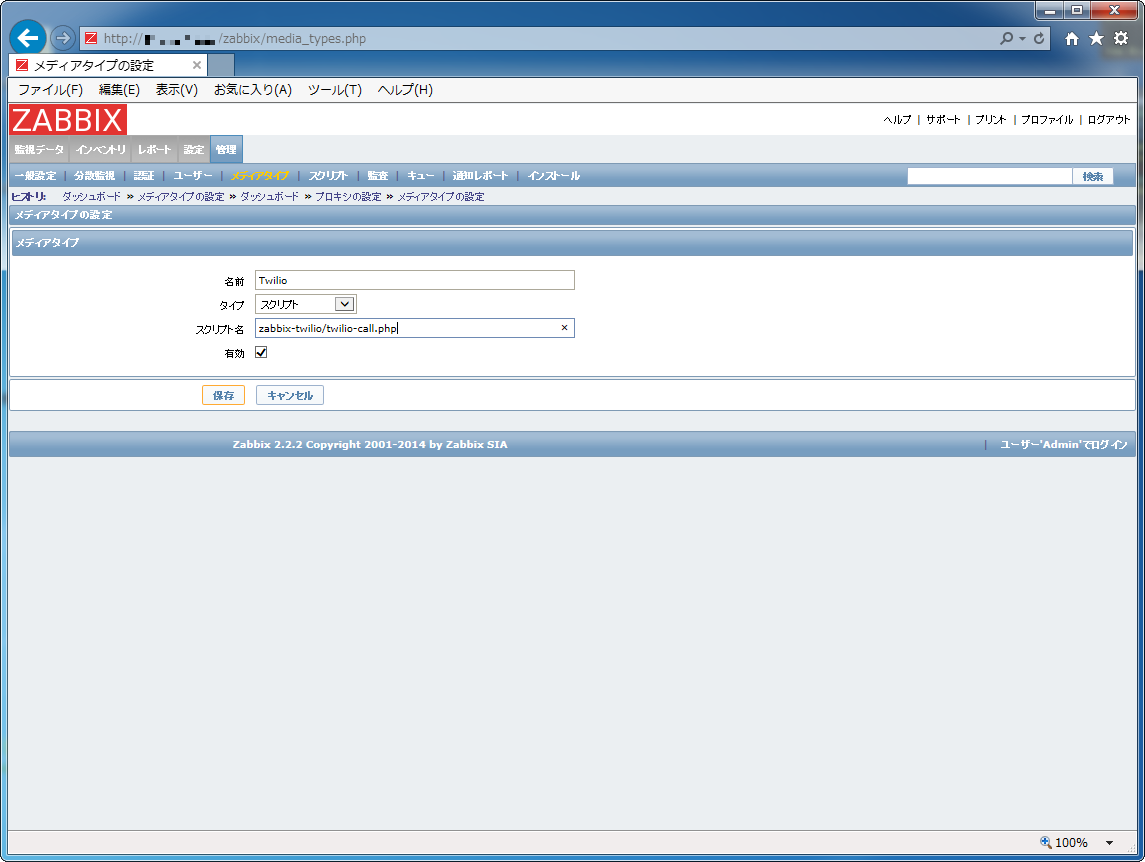 http:// /zabbix/media_types.php
メディアタイプの設定
ファイル(F) 編集(E) 表示(V) お気に入り(A) ツール(T) ヘルプ(H)
ZABBIX
ヘルプ | サポート | プリント | プロファイル | ログアウト
監視データ インベントリ レポート 設定 管理
一般設定 | 分散監視 | 認証 | ユーザー | メディアタイプ | スクリプト | 監査 | キュー | 通知レポート | インストール
検索
ヒストリ: ダッシュボード » メディアタイプの設定 » ダッシュボード » プロキシの設定 » メディアタイプの設定
メディアタイプの設定
メディアタイプ
名前 Twilio
タイプ スクリプト
スクリプト名 zabbix-twilio/twilio-call.php
有効
保存 キャンセル
Zabbix 2.2.2 Copyright 2001-2014 by Zabbix SIA | ユーザー'Admin'でログイン
100%